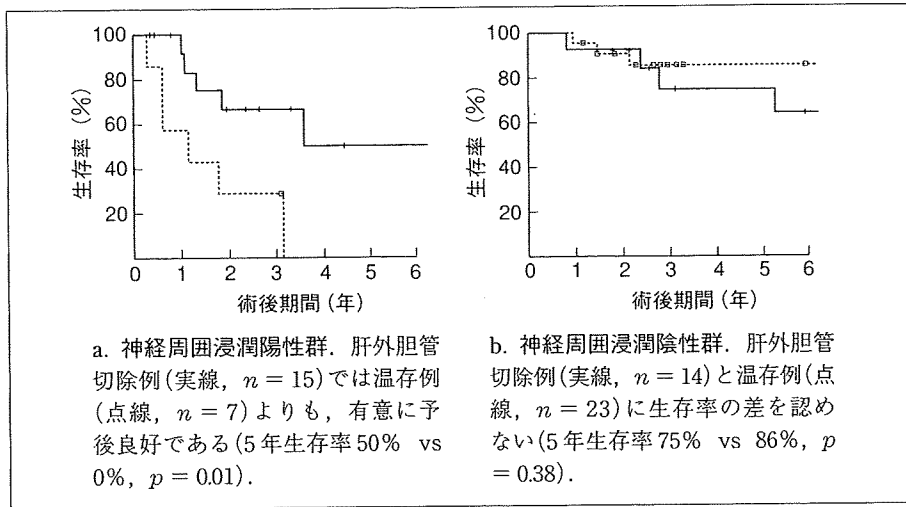 100
80
60
40
20
生存率 (%)
0 1 2 3 4 5 6
術後期間 (年)
a. 神経周囲浸潤陽性群．肝外胆管
切除例(実線，n = 15)では温存例
(点線，n = 7)よりも，有意に予
後良好である(5年生存率50% vs
0%，p = 0.01)．
100
80
60
40
20
生存率 (%)
0 1 2 3 4 5 6
術後期間 (年)
b. 神経周囲浸潤陰性群．肝外胆管
切除例(実線，n = 14)と温存例(点
線，n = 23)に生存率の差を認め
ない(5年生存率75% vs 86%，p
= 0.38)．